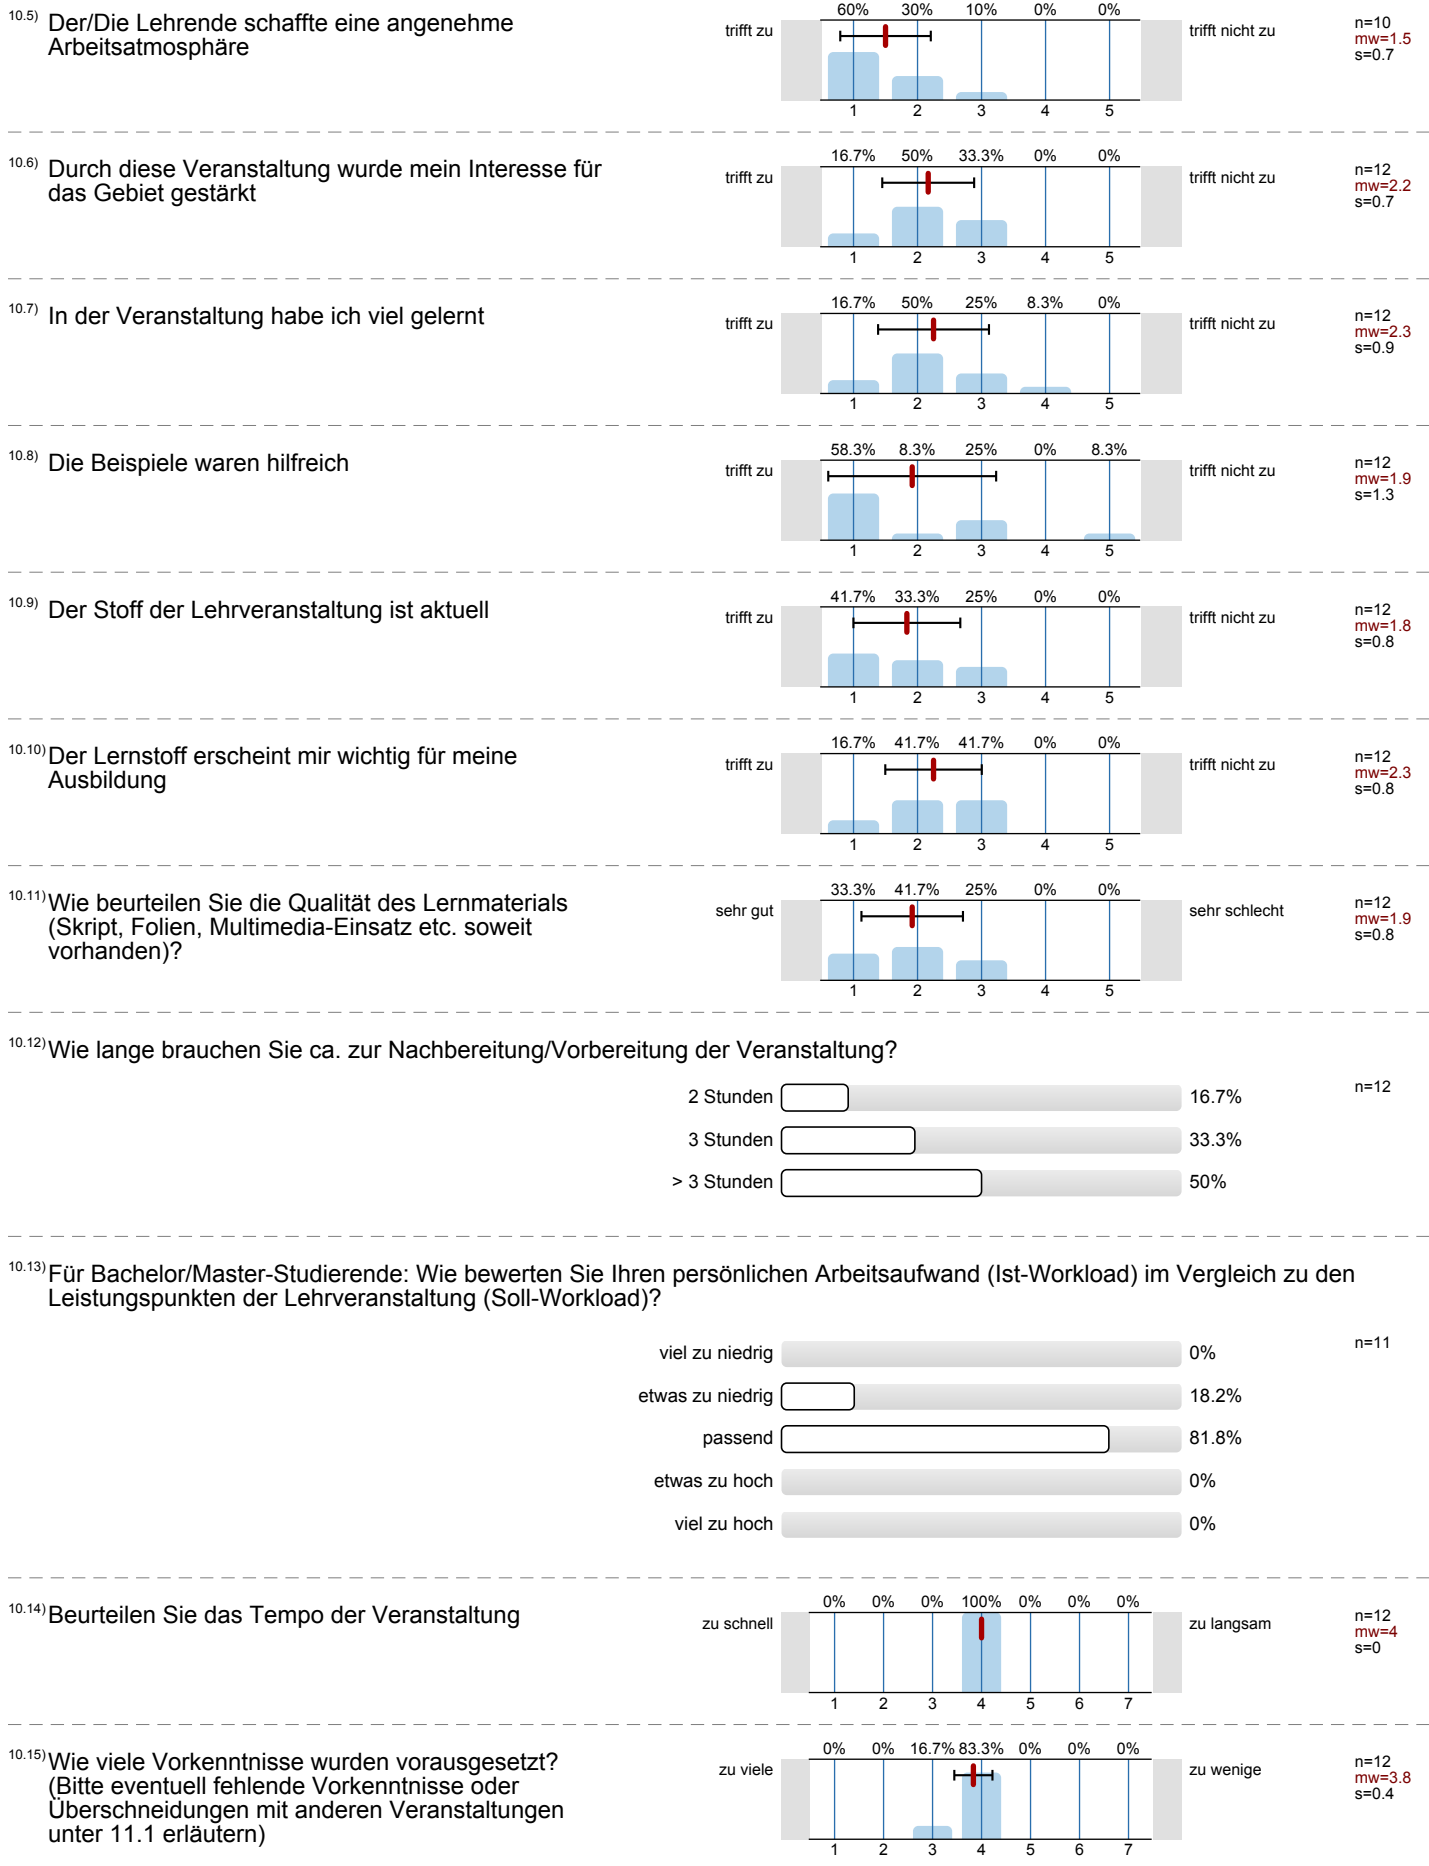 10.5) Der/Die Lehrende schaffte eine angenehme
Arbeitsatmosphäre
60% 30% 10% 0% 0%
trifft zu
trifft nicht zu
n=10
mw=1.5
s=0.7
1 2 3 4 5
10.6) Durch diese Veranstaltung wurde mein Interesse für
das Gebiet gestärkt
16.7% 50% 33.3% 0% 0%
trifft zu
trifft nicht zu
n=12
mw=2.2
s=0.7
1 2 3 4 5
10.7) In der Veranstaltung habe ich viel gelernt
16.7% 50% 25% 8.3% 0%
trifft zu
trifft nicht zu
n=12
mw=2.3
s=0.9
1 2 3 4 5
10.8) Die Beispiele waren hilfreich
58.3% 8.3% 25% 0% 8.3%
trifft zu
trifft nicht zu
n=12
mw=1.9
s=1.3
1 2 3 4 5
10.9) Der Stoff der Lehrveranstaltung ist aktuell
41.7% 33.3% 25% 0% 0%
trifft zu
trifft nicht zu
n=12
mw=1.8
s=0.8
1 2 3 4 5
10.10) Der Lernstoff erscheint mir wichtig für meine
Ausbildung
16.7% 41.7% 41.7% 0% 0%
trifft zu
trifft nicht zu
n=12
mw=2.3
s=0.8
1 2 3 4 5
10.11) Wie beurteilen Sie die Qualität des Lernmaterials
(Skript, Folien, Multimedia-Einsatz etc. soweit
vorhanden)?
33.3% 41.7% 25% 0% 0%
sehr gut
sehr schlecht
n=12
mw=1.9
s=0.8
1 2 3 4 5
10.12) Wie lange brauchen Sie ca. zur Nachbereitung/Vorbereitung der Veranstaltung?
2 Stunden 16.7% n=12
3 Stunden 33.3%
> 3 Stunden 50%
10.13) Für Bachelor/Master-Studierende: Wie bewerten Sie Ihren persönlichen Arbeitsaufwand (Ist-Workload) im Vergleich zu den
Leistungspunkten der Lehrveranstaltung (Soll-Workload)?
viel zu niedrig 0% n=11
etwas zu niedrig 18.2%
passend 81.8%
etwas zu hoch 0%
viel zu hoch 0%
10.14) Beurteilen Sie das Tempo der Veranstaltung
0% 0% 0% 100% 0% 0% 0%
zu schnell
zu langsam
n=12
mw=4
s=0
1 2 3 4 5 6 7
10.15) Wie viele Vorkenntnisse wurden vorausgesetzt?
(Bitte eventuell fehlende Vorkenntnisse oder
Überschneidungen mit anderen Veranstaltungen
unter 11.1 erläutern)
0% 0% 16.7% 83.3% 0% 0% 0%
zu viele
zu wenige
n=12
mw=3.8
s=0.4
1 2 3 4 5 6 7